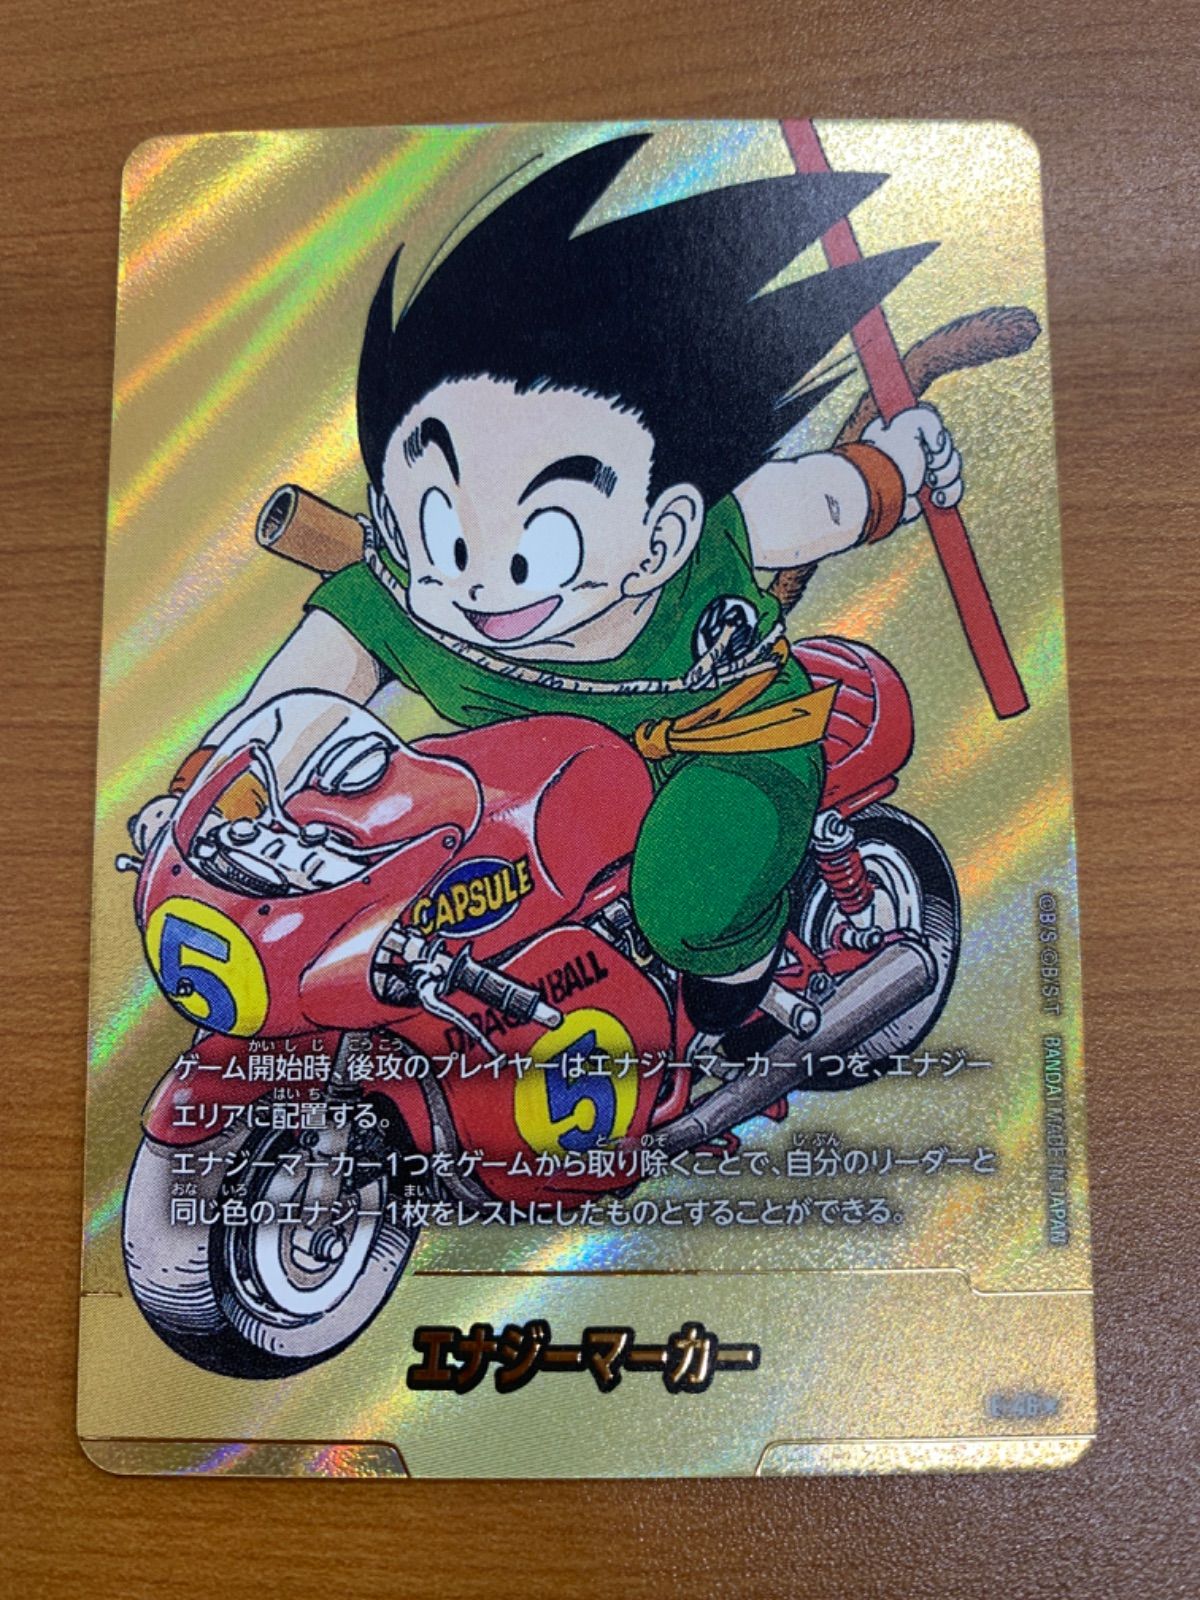 CAPSULE
5
DRAGON BALL
5
ゲーム開始時、後攻のプレイヤーはエナジーマーカー1つを、エナジー
エリアに配置する。
エナジーマーカー1つをゲームから取り除くことで、自分のリーダーと
同じ色のエナジー1枚をレストにしたものとすることができる。
エナジーマーカー
©B/S ©B/S・T BANDAI MADE IN JAPAN